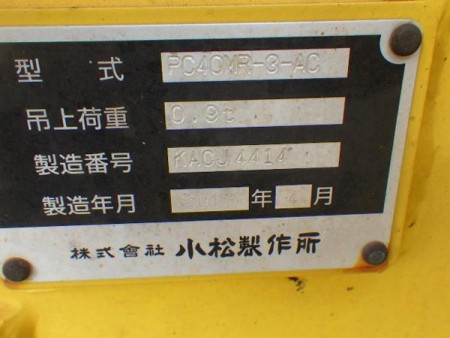 型 式 PC40MR-3-AC
吊上荷重 0.9t
製造番号 KACJ4414
製造年月 年 4月
株式會社 小松製作所